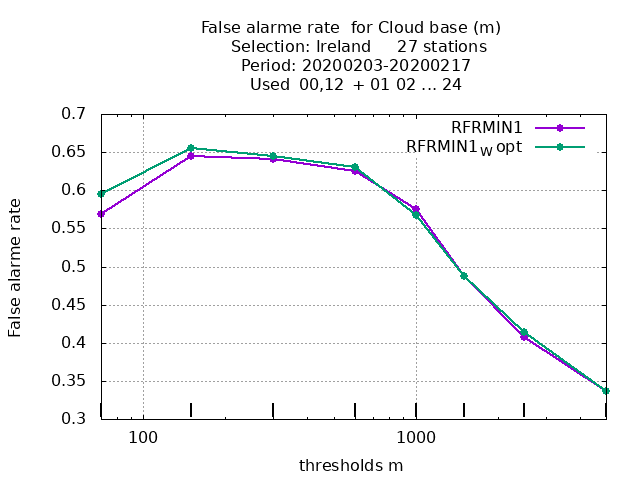 False alarme rate  for Cloud base (m)
Selection: Ireland     27 stations
Period: 20200203-20200217
Used  00,12  + 01 02 ... 24
RFRMIN1
RFRMIN1W opt
0.7
0.65
0.6
0.55
0.5
0.45
0.4
0.35
0.3
False alarme rate
100
1000
thresholds m